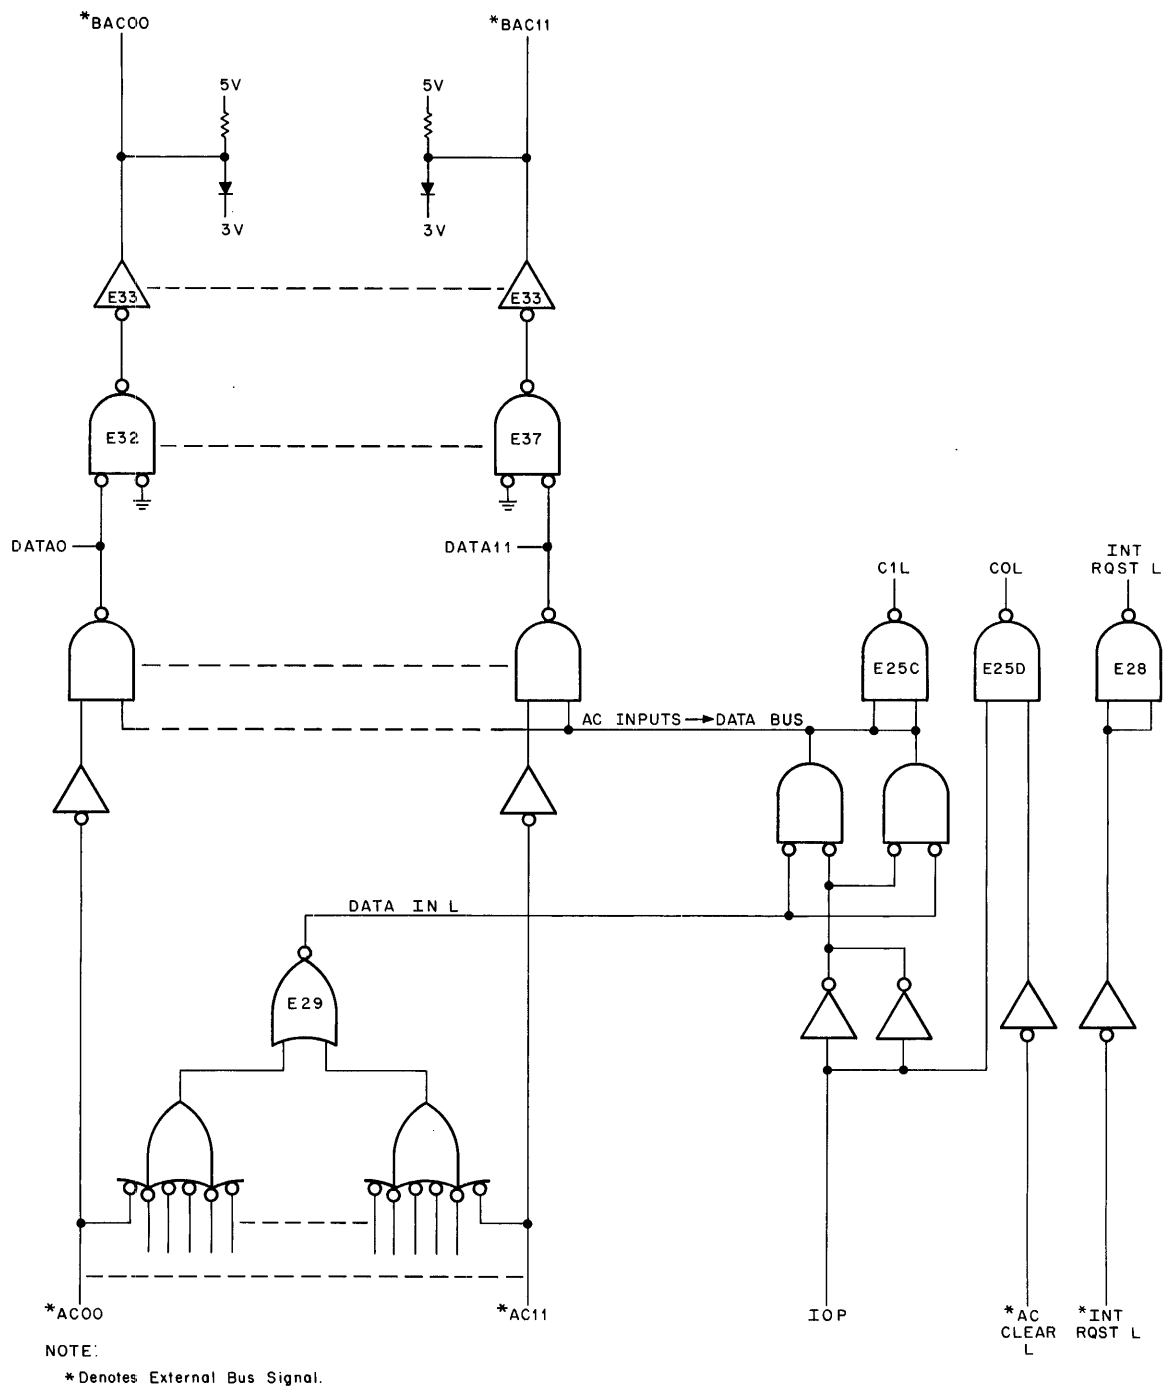 *BAC00
*BAC11
5V
5V
3V
3V
E33
E33
E32
E37
DATA0
DATA11
INT
RQST L
C1L
C0L
E25C
E25D
E28
AC INPUTS→DATA BUS
DATA IN L
E29
*AC00
*AC11
IOP
*AC
CLEAR
L
*INT
RQST L
NOTE:
*Denotes External Bus Signal.